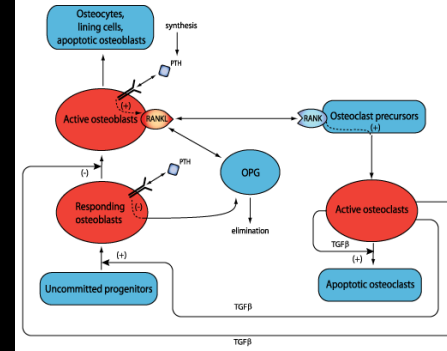 Osteocytes,
lining cells,
apoptotic osteoblasts
synthesis
PTH
(+)
Active osteoblasts
RANKL
RANK
Osteoclast precursors
(+)
(-)
PTH
OPG
Responding
osteoblasts
(-)
Active osteoclasts
elimination
TGFβ
(+)
(+)
Uncommitted progenitors
Apoptotic osteoclasts
TGFβ
TGFβ